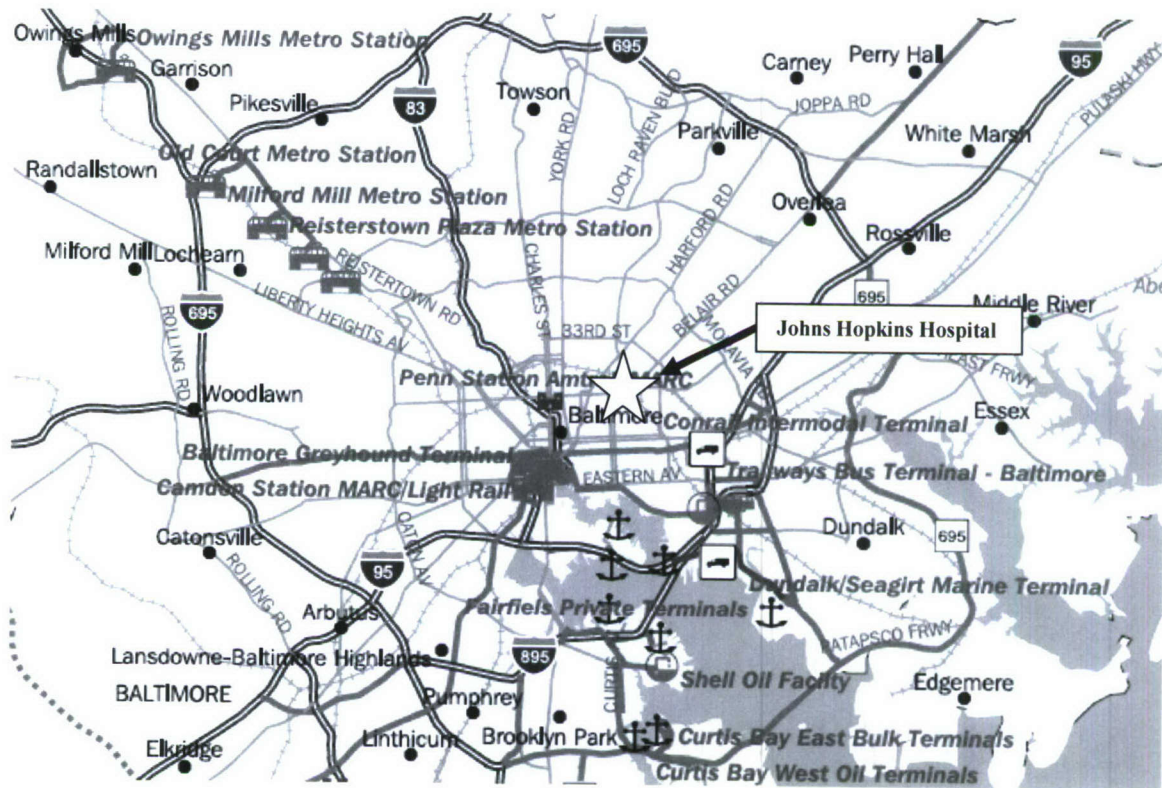 Owings Mills
Owings Mills Metro Station
Garrison
695
83
Towson
Carney
Perry Hall
95
PULASKI HWY
Pikesville
YORK RD
LOCH RAVEN BLVD
JOPPA RD
Parkville
White Marsh
Old Court Metro Station
Randallstown
Milford Mill Metro Station
HARFORD RD
Overlea
Reisterstown Plaza Metro Station
Rossville
Milford Mill
Lochearn
REISTERTOWN RD
CHARLES ST
BELAIR RD
695
Middle River
LIBERTY HEIGHTS AV
695
ROLLING RD
33RD ST
Johns Hopkins Hospital
Penn Station Amtrak MARC
Woodlawn
Baltimore
Conrail Intermodal Terminal
Essex
Baltimore Greyhound Terminal
EASTERN AV
Trailways Bus Terminal - Baltimore
Camden Station MARC/Light Rail
Catonsville
CATON AV
Dundalk
695
95
ROLLING RD
Dundalk/Seagirt Marine Terminal
Fairfiels Private Terminals
Arbutus
PATAPSCO FRWY
Lansdowne-Baltimore Highlands
895
CURTIS
Shell Oil Facilty
Edgemere
BALTIMORE
Pumphrey
Linthicum
Brooklyn Park
Curtis Bay East Bulk Terminals
Elkridge
Curtis Bay West Oil Terminals